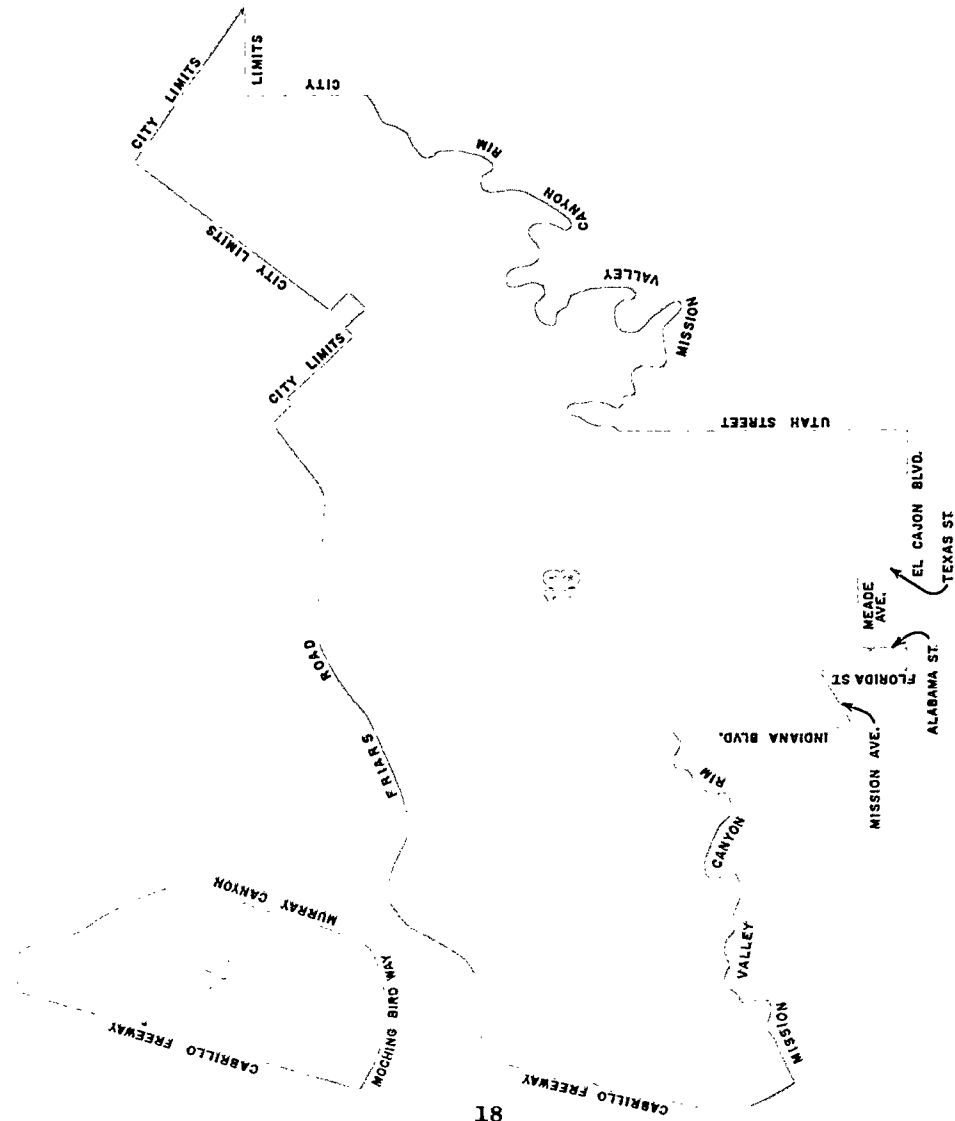 CITY LIMITS
LIMITS
CITY
RIM
CANYON
VALLEY
MISSION
CITY LIMITS
CITY LIMITS
UTAH STREET
EL CAJON BLVD.
TEXAS ST.
MEADE
AVE.
ALABAMA ST.
FLORIDA ST.
MISSION AVE.
INDIANA BLVD.
ROAD
FRIARS
RIM
CANYON
VALLEY
MISSION
MURRAY CANYON
MOCHING BIRD WAY
CABRILLO FREEWAY
CABRILLO FREEWAY
18